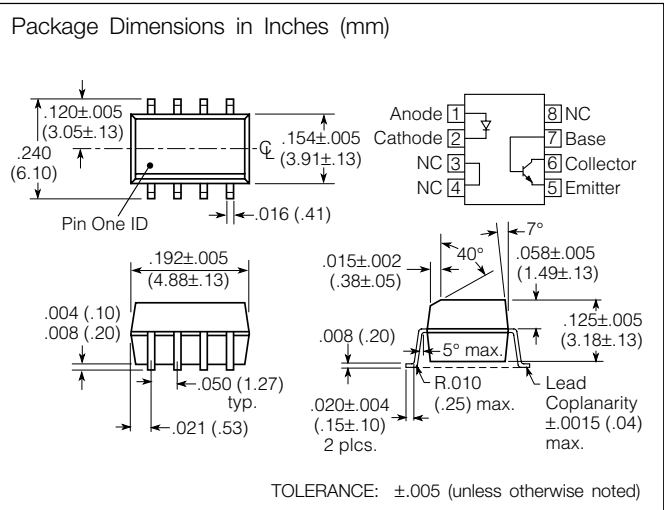 Package Dimensions in Inches (mm)
.120±.005
(3.05±.13)
.240
(6.10)
.154±.005
(3.91±.13)
℄
Pin One ID
.016 (.41)
Anode 1
Cathode 2
NC 3
NC 4
8 NC
7 Base
6 Collector
5 Emitter
.192±.005
(4.88±.13)
.004 (.10)
.008 (.20)
.050 (1.27)
typ.
.021 (.53)
.015±.002
(.38±.05)
40°
7°
.058±.005
(1.49±.13)
.125±.005
(3.18±.13)
.008 (.20)
5° max.
.020±.004
(.15±.10)
2 plcs.
R.010
(.25) max.
Lead
Coplanarity
±.0015 (.04)
max.
TOLERANCE: ±.005 (unless otherwise noted)